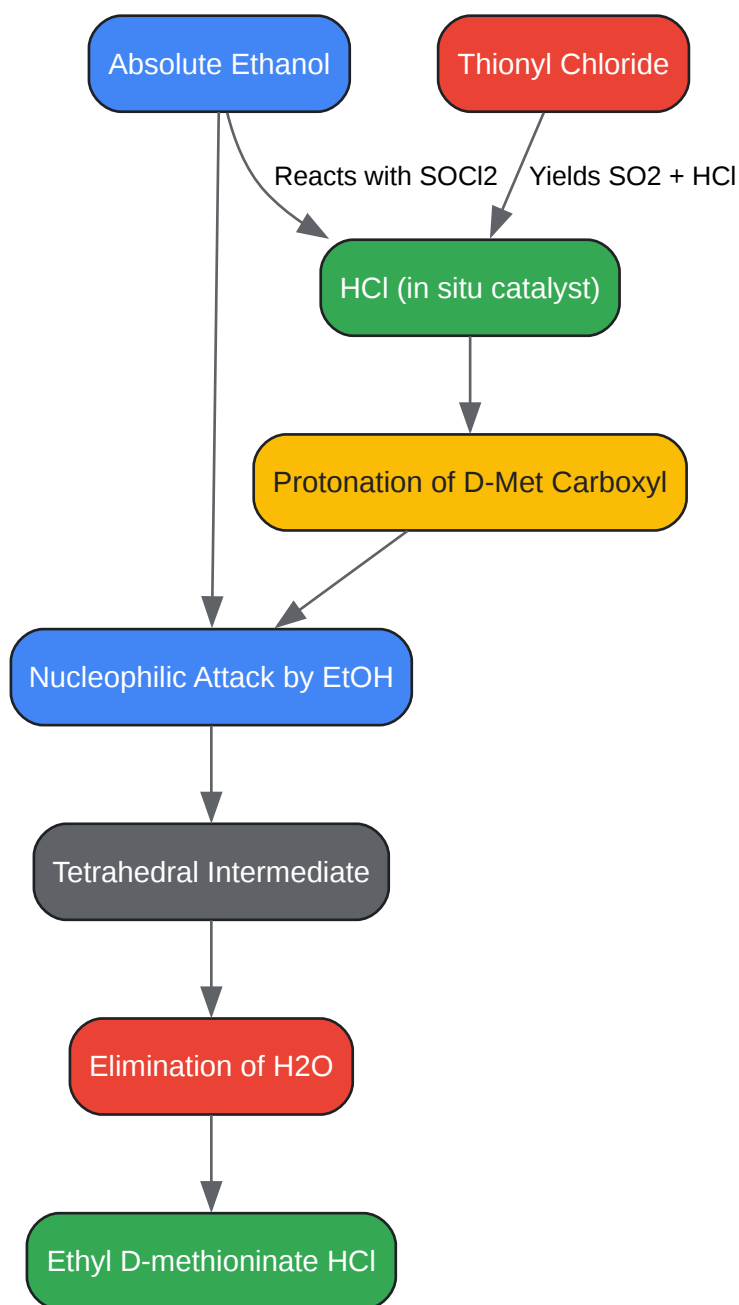 Absolute Ethanol
Thionyl Chloride
Reacts with SOCl2
Yields SO2 + HCl
HCl (in situ catalyst)
Protonation of D-Met Carboxyl
Nucleophilic Attack by EtOH
Tetrahedral Intermediate
Elimination of H2O
Ethyl D-methioninate HCl